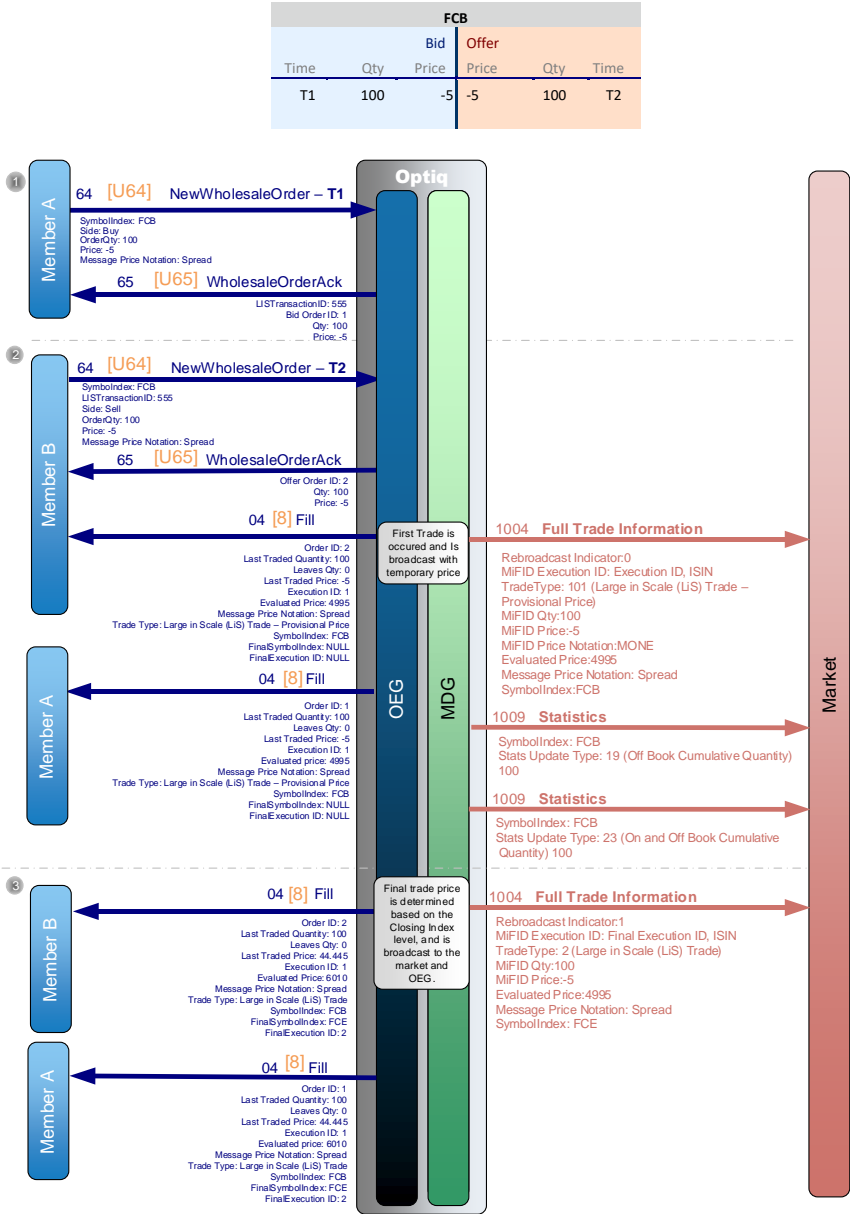 FCB
Bid Offer
Time Qty Price Price Qty Time
T1 100 -5 -5 100 T2
1
Member A
Optiq
64 [U64] NewWholesaleOrder – T1
SymbolIndex: FCB
Side: Buy
OrderQty: 100
Price: -5
Message Price Notation: Spread
65 [U65] WholesaleOrderAck
LISTransactionID: 555
Bid Order ID: 1
Qty: 100
Price: -5
2
Member B
64 [U64] NewWholesaleOrder – T2
SymbolIndex: FCB
LISTransactionID: 555
Side: Sell
OrderQty: 100
Price: -5
Message Price Notation: Spread
65 [U65] WholesaleOrderAck
Offer Order ID: 2
Qty: 100
Price: -5
04 [8] Fill
Order ID: 2
Last Traded Quantity: 100
Leaves Qty: 0
Last Traded Price: -5
Execution ID: 1
Evaluated Price: 4995
Message Price Notation: Spread
Trade Type: Large in Scale (LiS) Trade – Provisional Price
SymbolIndex: FCB
FinalSymbolIndex: NULL
FinalExecution ID: NULL
First Trade is
occured and Is
broadcast with
temporary price
1004 Full Trade Information
Rebroadcast Indicator:0
MiFID Execution ID: Execution ID, ISIN
TradeType: 101 (Large in Scale (LiS) Trade –
Provisional Price)
MiFID Qty:100
MiFID Price:-5
MiFID Price Notation:MONE
Evaluated Price:4995
Message Price Notation: Spread
SymbolIndex:FCB
Member A
04 [8] Fill
Order ID: 1
Last Traded Quantity: 100
Leaves Qty: 0
Last Traded Price: -5
Execution ID: 1
Evaluated price: 4995
Message Price Notation: Spread
Trade Type: Large in Scale (LiS) Trade – Provisional Price
SymbolIndex: FCB
FinalSymbolIndex: NULL
FinalExecution ID: NULL
OEG
MDG
Market
1009 Statistics
SymbolIndex: FCB
Stats Update Type: 19 (Off Book Cumulative Quantity)
100
1009 Statistics
SymbolIndex: FCB
Stats Update Type: 23 (On and Off Book Cumulative
Quantity) 100
3
Member B
04 [8] Fill
Order ID: 2
Last Traded Quantity: 100
Leaves Qty: 0
Last Traded Price: 44.445
Execution ID: 1
Evaluated Price: 6010
Message Price Notation: Spread
Trade Type: Large in Scale (LiS) Trade
SymbolIndex: FCB
FinalSymbolIndex: FCE
FinalExecution ID: 2
Final trade price
is determined
based on the
Closing Index
level, and is
broadcast to the
market and
OEG.
1004 Full Trade Information
Rebroadcast Indicator:1
MiFID Execution ID: Final Execution ID, ISIN
TradeType: 2 (Large in Scale (LiS) Trade)
MiFID Qty:100
MiFID Price:-5
Evaluated Price:4995
Message Price Notation: Spread
SymbolIndex: FCE
Member A
04 [8] Fill
Order ID: 1
Last Traded Quantity: 100
Leaves Qty: 0
Last Traded Price: 44.445
Execution ID: 1
Evaluated price: 6010
Message Price Notation: Spread
Trade Type: Large in Scale (LiS) Trade
SymbolIndex: FCB
FinalSymbolIndex: FCE
FinalExecution ID: 2